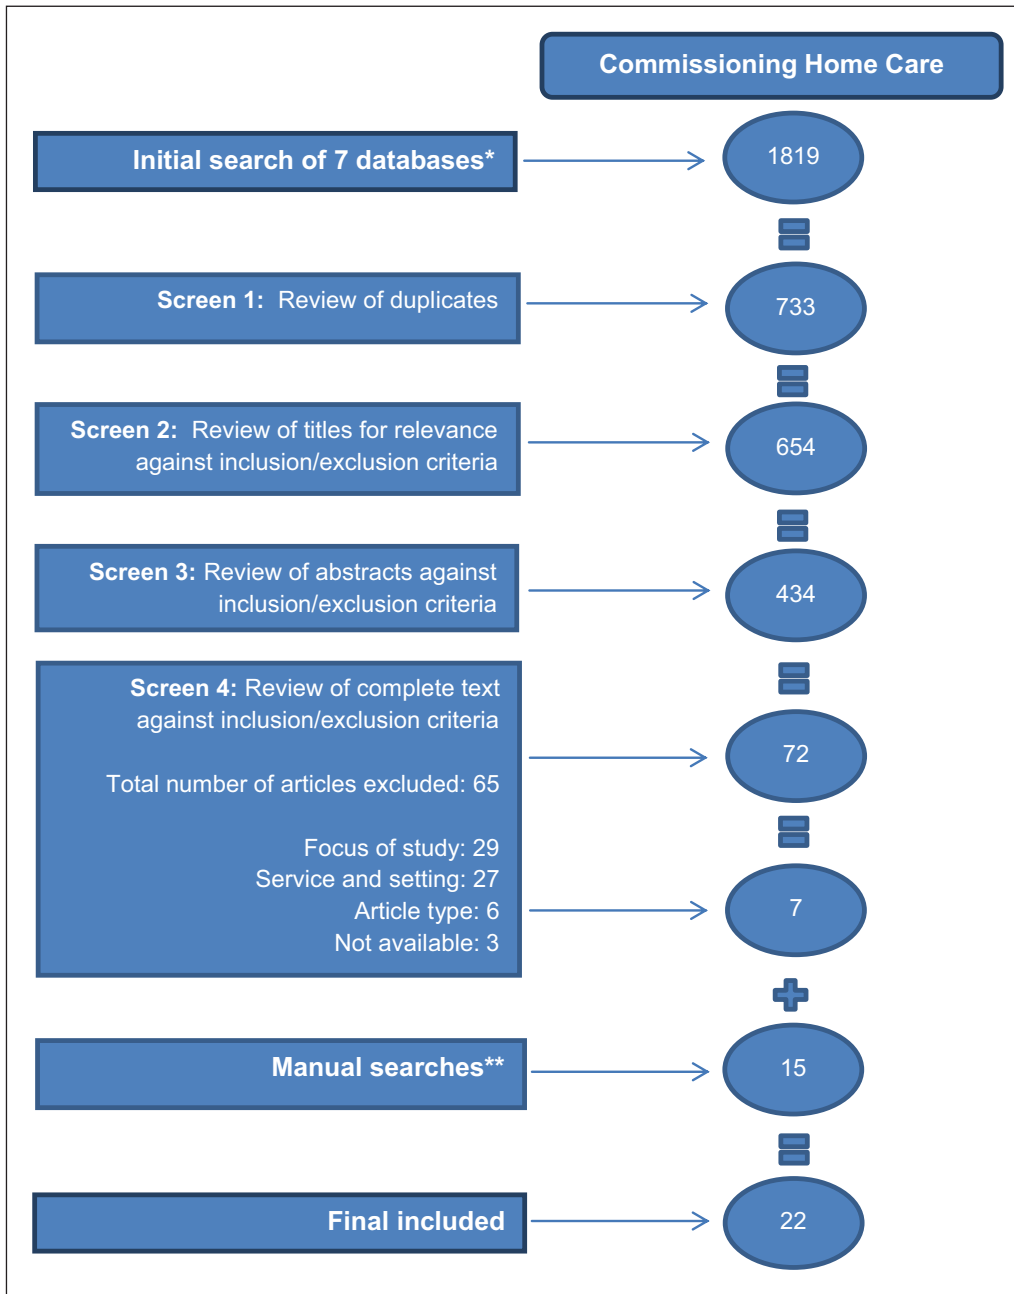 Commissioning Home Care
Initial search of 7 databases*
1819
Screen 1: Review of duplicates
733
Screen 2: Review of titles for relevance
against inclusion/exclusion criteria
654
Screen 3: Review of abstracts against
inclusion/exclusion criteria
434
Screen 4: Review of complete text
against inclusion/exclusion criteria
72
Total number of articles excluded: 65
Focus of study: 29
Service and setting: 27
Article type: 6
Not available: 3
7
Manual searches**
15
Final included
22